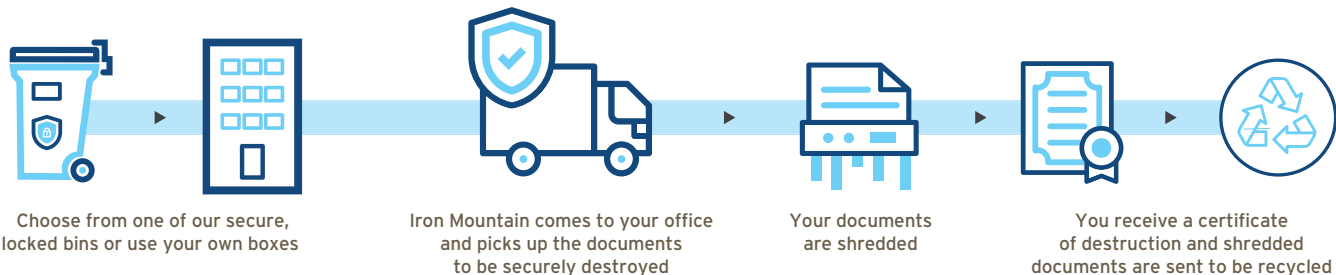 Choose from one of our secure,
locked bins or use your own boxes
Iron Mountain comes to your office
and picks up the documents
to be securely destroyed
Your documents
are shredded
You receive a certificate
of destruction and shredded
documents are sent to be recycled